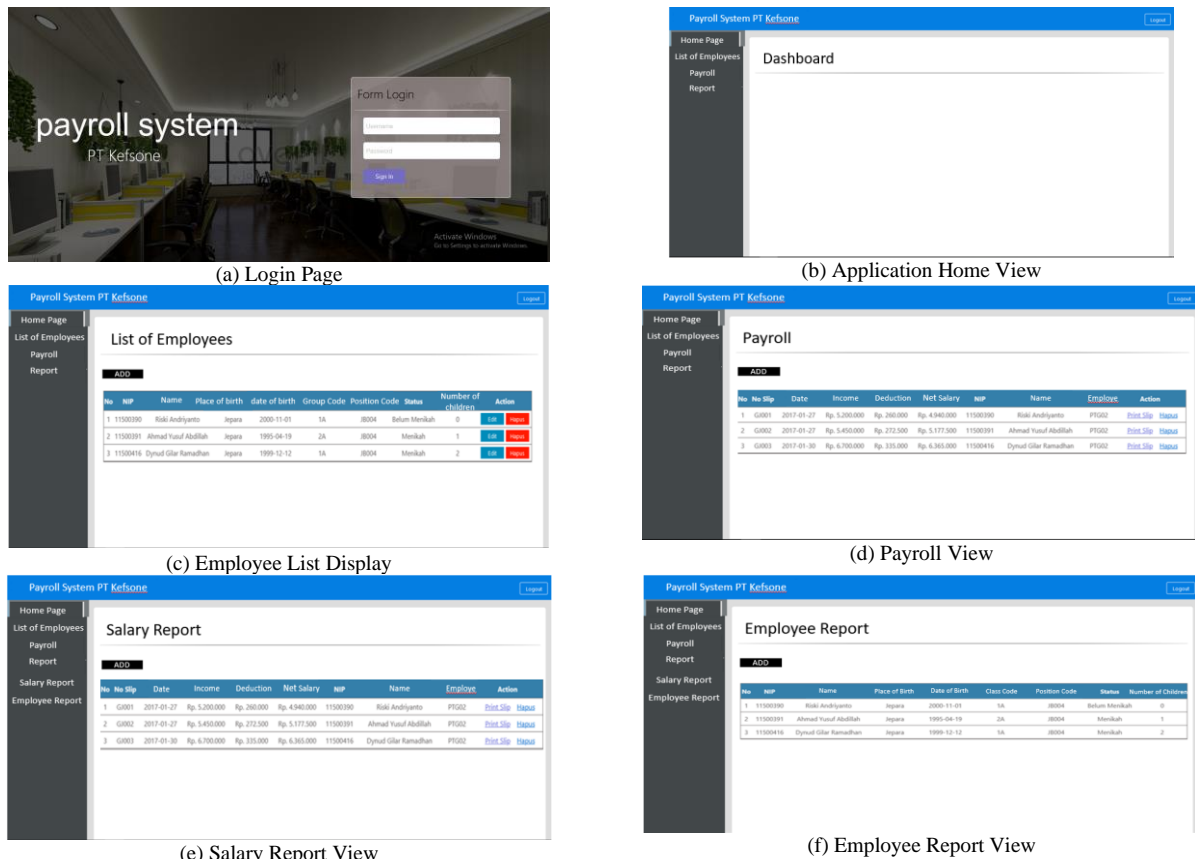 payroll system
PT Kefsone
Form Login
Username
Password
Sign In
Activate Windows
Go to Settings to activate Windows.
(a) Login Page
Payroll System PT Kefsone Logout
Home Page
List of Employees
Payroll
Report
Dashboard
(b) Application Home View
Payroll System PT Kefsone Logout
Home Page
List of Employees
Payroll
Report
List of Employees
ADD
No NIP Name Place of birth date of birth Group Code Position Code Status Number of children Action
1 11500390 Riski Andriyanto Jepara 2000-11-01 1A JB004 Belum Menikah 0 Edit Hapus
2 11500391 Ahmad Yusuf Abdillah Jepara 1995-04-19 2A JB004 Menikah 1 Edit Hapus
3 11500416 Dynud Gilar Ramadhan Jepara 1999-12-12 1A JB004 Menikah 2 Edit Hapus
(c) Employee List Display
Payroll System PT Kefsone Logout
Home Page
List of Employees
Payroll
Report
Payroll
ADD
No No Slip Date Income Deduction Net Salary NIP Name Employe Action
1 GJ001 2017-01-27 Rp. 5.200.000 Rp. 260.000 Rp. 4.940.000 11500390 Riski Andriyanto PTG02 Print Slip Hapus
2 GJ002 2017-01-27 Rp. 5.450.000 Rp. 272.500 Rp. 5.177.500 11500391 Ahmad Yusuf Abdillah PTG02 Print Slip Hapus
3 GJ003 2017-01-30 Rp. 6.700.000 Rp. 335.000 Rp. 6.365.000 11500416 Dynud Gilar Ramadhan PTG02 Print Slip Hapus
(d) Payroll View
Payroll System PT Kefsone Logout
Home Page
List of Employees
Payroll
Report
Salary Report
Employee Report
Salary Report
ADD
No No Slip Date Income Deduction Net Salary NIP Name Employe Action
1 GJ001 2017-01-27 Rp. 5.200.000 Rp. 260.000 Rp. 4.940.000 11500390 Riski Andriyanto PTG02 Print Slip Hapus
2 GJ002 2017-01-27 Rp. 5.450.000 Rp. 272.500 Rp. 5.177.500 11500391 Ahmad Yusuf Abdillah PTG02 Print Slip Hapus
3 GJ003 2017-01-30 Rp. 6.700.000 Rp. 335.000 Rp. 6.365.000 11500416 Dynud Gilar Ramadhan PTG02 Print Slip Hapus
(e) Salary Report View
Payroll System PT Kefsone Logout
Home Page
List of Employees
Payroll
Report
Salary Report
Employee Report
Employee Report
ADD
No NIP Name Place of Birth Date of Birth Class Code Position Code Status Number of Children
1 11500390 Riski Andriyanto Jepara 2000-11-01 1A JB004 Belum Menikah 0
2 11500391 Ahmad Yusuf Abdillah Jepara 1995-04-19 2A JB004 Menikah 1
3 11500416 Dynud Gilar Ramadhan Jepara 1999-12-12 1A JB004 Menikah 2
(f) Employee Report View